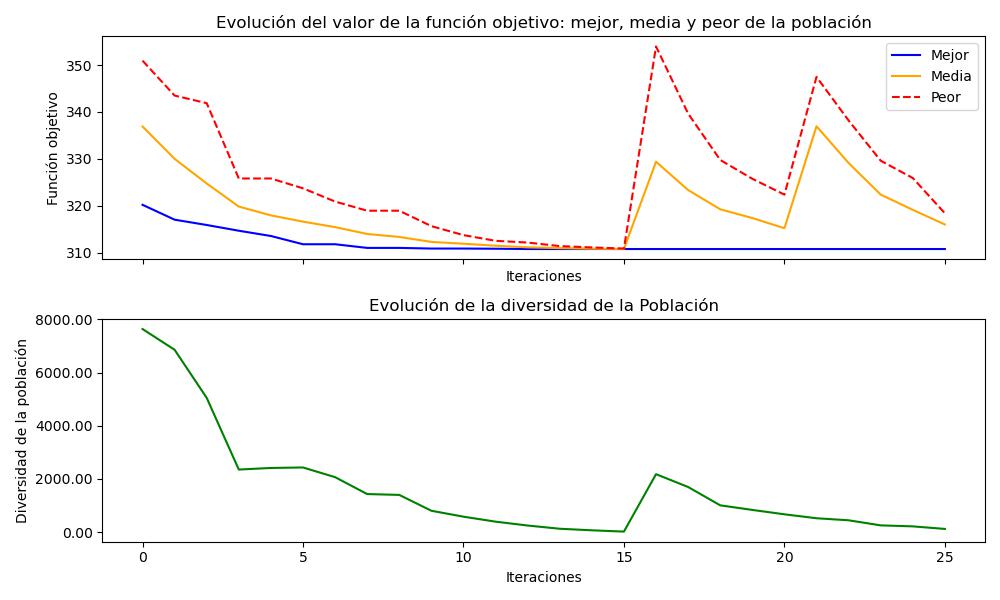 Evolución del valor de la función objetivo: mejor, media y peor de la población
Función objetivo
350
340
330
320
310
Mejor
Media
Peor
Iteraciones
Evolución de la diversidad de la Población
Diversidad de la población
8000.00
6000.00
4000.00
2000.00
0.00
0 5 10 15 20 25
Iteraciones